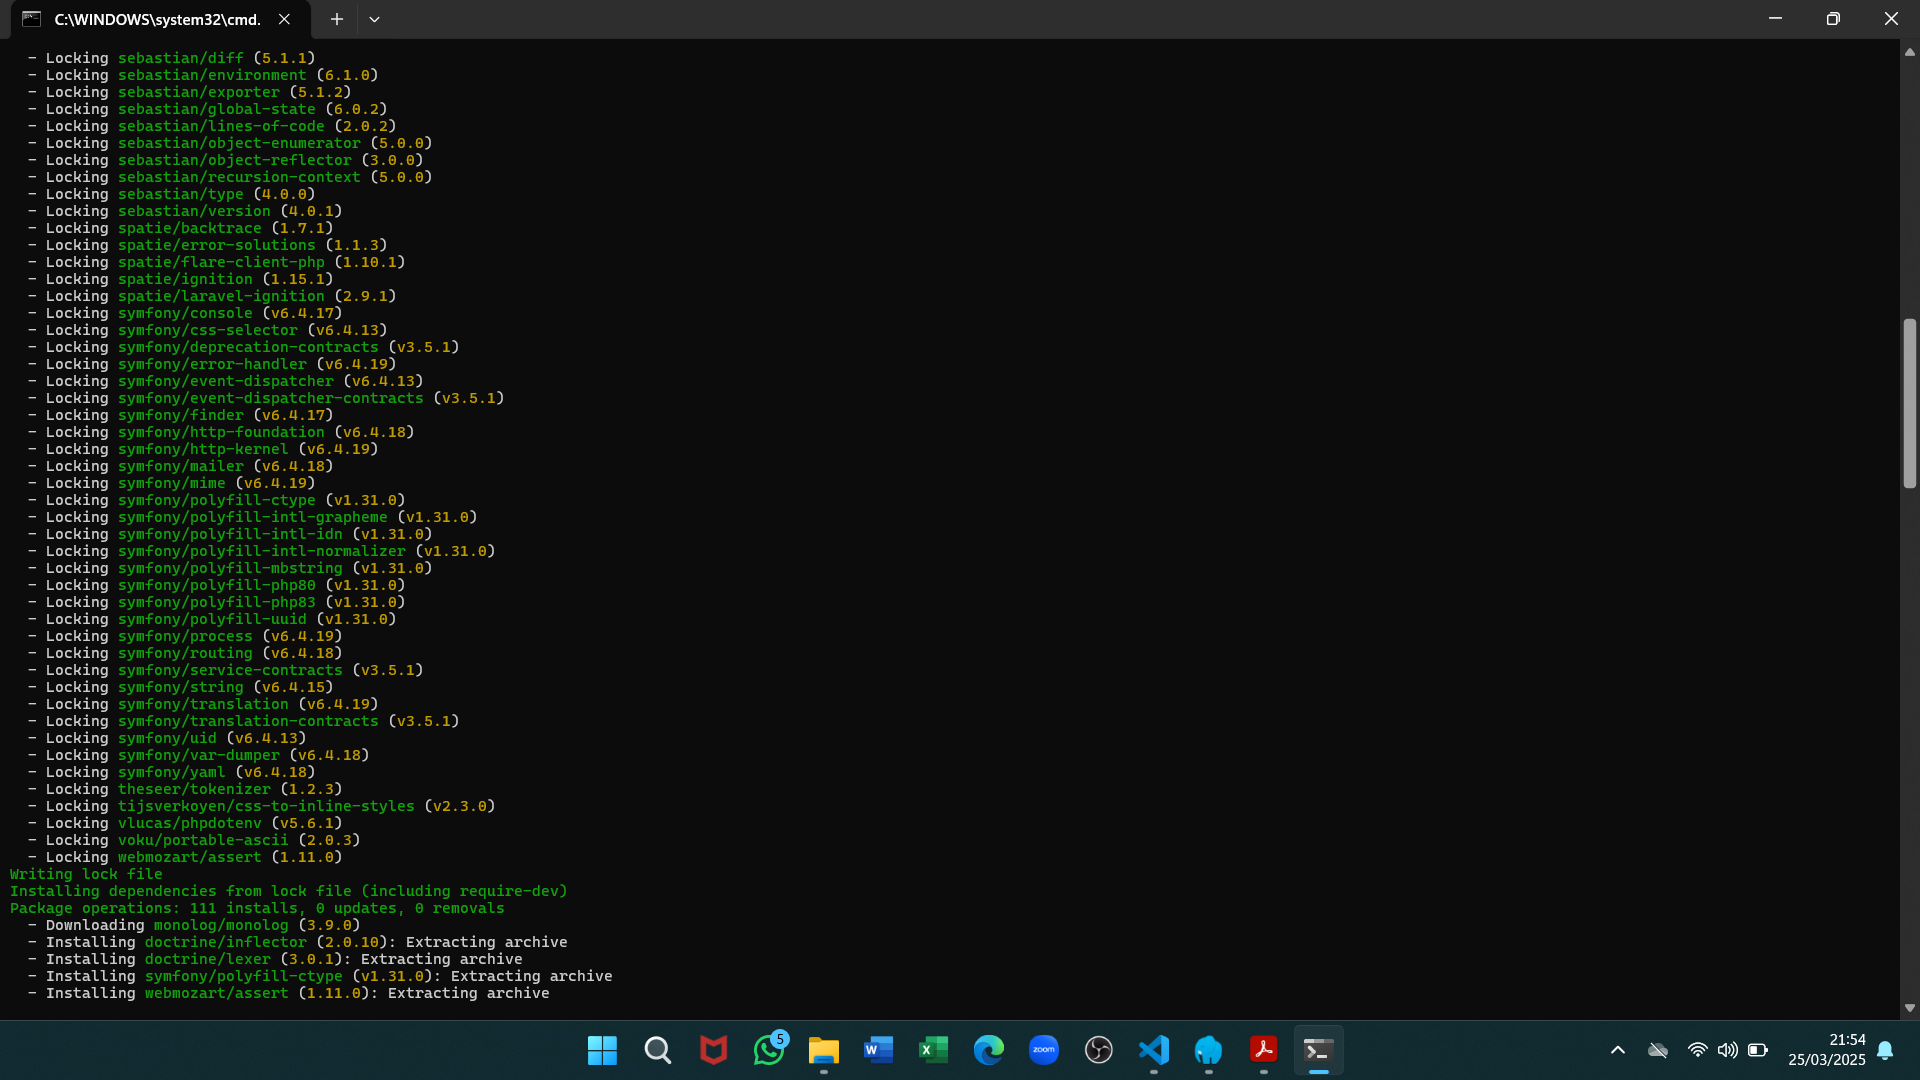 C:\WINDOWS\system32\cmd.
- Locking sebastian/diff (5.1.1)
- Locking sebastian/environment (6.1.0)
- Locking sebastian/exporter (5.1.2)
- Locking sebastian/global-state (6.0.2)
- Locking sebastian/lines-of-code (2.0.2)
- Locking sebastian/object-enumerator (5.0.0)
- Locking sebastian/object-reflector (3.0.0)
- Locking sebastian/recursion-context (5.0.0)
- Locking sebastian/type (4.0.0)
- Locking sebastian/version (4.0.1)
- Locking spatie/backtrace (1.7.1)
- Locking spatie/error-solutions (1.1.3)
- Locking spatie/flare-client-php (1.10.1)
- Locking spatie/ignition (1.15.1)
- Locking spatie/laravel-ignition (2.9.1)
- Locking symfony/console (v6.4.17)
- Locking symfony/css-selector (v6.4.13)
- Locking symfony/deprecation-contracts (v3.5.1)
- Locking symfony/error-handler (v6.4.19)
- Locking symfony/event-dispatcher (v6.4.13)
- Locking symfony/event-dispatcher-contracts (v3.5.1)
- Locking symfony/finder (v6.4.17)
- Locking symfony/http-foundation (v6.4.18)
- Locking symfony/http-kernel (v6.4.19)
- Locking symfony/mailer (v6.4.18)
- Locking symfony/mime (v6.4.19)
- Locking symfony/polyfill-ctype (v1.31.0)
- Locking symfony/polyfill-intl-grapheme (v1.31.0)
- Locking symfony/polyfill-intl-idn (v1.31.0)
- Locking symfony/polyfill-intl-normalizer (v1.31.0)
- Locking symfony/polyfill-mbstring (v1.31.0)
- Locking symfony/polyfill-php80 (v1.31.0)
- Locking symfony/polyfill-php83 (v1.31.0)
- Locking symfony/polyfill-uuid (v1.31.0)
- Locking symfony/process (v6.4.19)
- Locking symfony/routing (v6.4.18)
- Locking symfony/service-contracts (v3.5.1)
- Locking symfony/string (v6.4.15)
- Locking symfony/translation (v6.4.19)
- Locking symfony/translation-contracts (v3.5.1)
- Locking symfony/uid (v6.4.13)
- Locking symfony/var-dumper (v6.4.18)
- Locking symfony/yaml (v6.4.18)
- Locking theseer/tokenizer (1.2.3)
- Locking tijsverkoyen/css-to-inline-styles (v2.3.0)
- Locking vlucas/phpdotenv (v5.6.1)
- Locking voku/portable-ascii (2.0.3)
- Locking webmozart/assert (1.11.0)
Writing lock file
Installing dependencies from lock file (including require-dev)
Package operations: 111 installs, 0 updates, 0 removals
- Downloading monolog/monolog (3.9.0)
- Installing doctrine/inflector (2.0.10): Extracting archive
- Installing doctrine/lexer (3.0.1): Extracting archive
- Installing symfony/polyfill-ctype (v1.31.0): Extracting archive
- Installing webmozart/assert (1.11.0): Extracting archive
5
W
X
zoom
21:54
25/03/2025